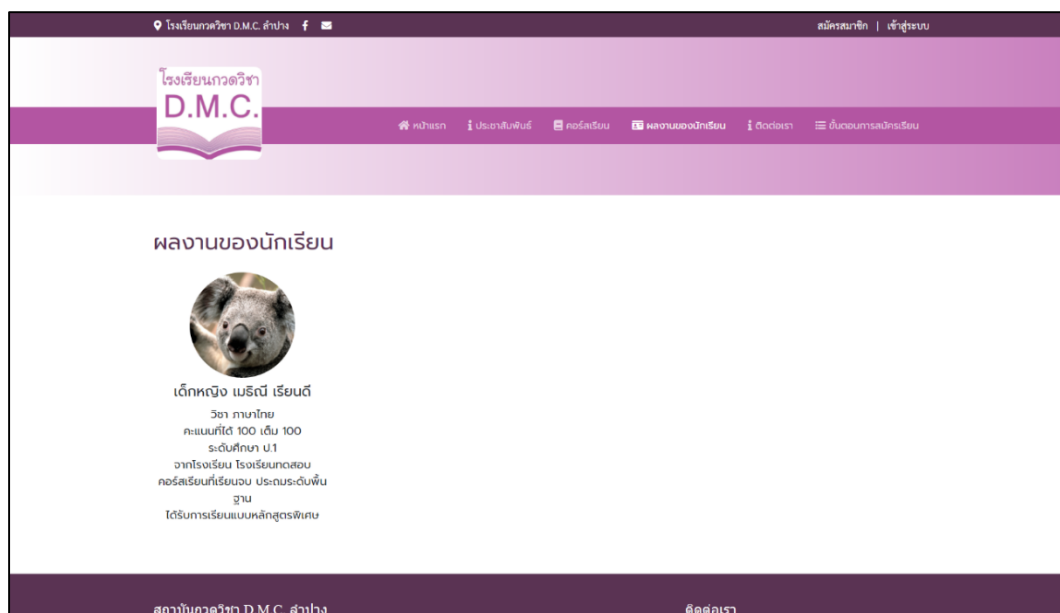 โรงเรียนกวดวิชา D.M.C. ลำปาง
สมัครสมาชิก | เข้าสู่ระบบ
โรงเรียนกวดวิชา
D.M.C.
หน้าแรก ประชาสัมพันธ์ คอร์สเรียน ผลงานของนักเรียน ติดต่อเรา ขั้นตอนการสมัครเรียน
ผลงานของนักเรียน
เด็กหญิง เมธิณี เรียนดี
วิชา ภาษาไทย
คะแนนที่ได้ 100 เต็ม 100
ระดับศึกษา ป.1
จากโรงเรียน โรงเรียนทดสอบ
คอร์สเรียนที่เรียนจบ ประถมระดับพื้น
ฐาน
ได้รับการเรียนแบบหลักสูตรพิเศษ
สถาบันกวดวิชา D.M.C. ลำปาง
ติดต่อเรา